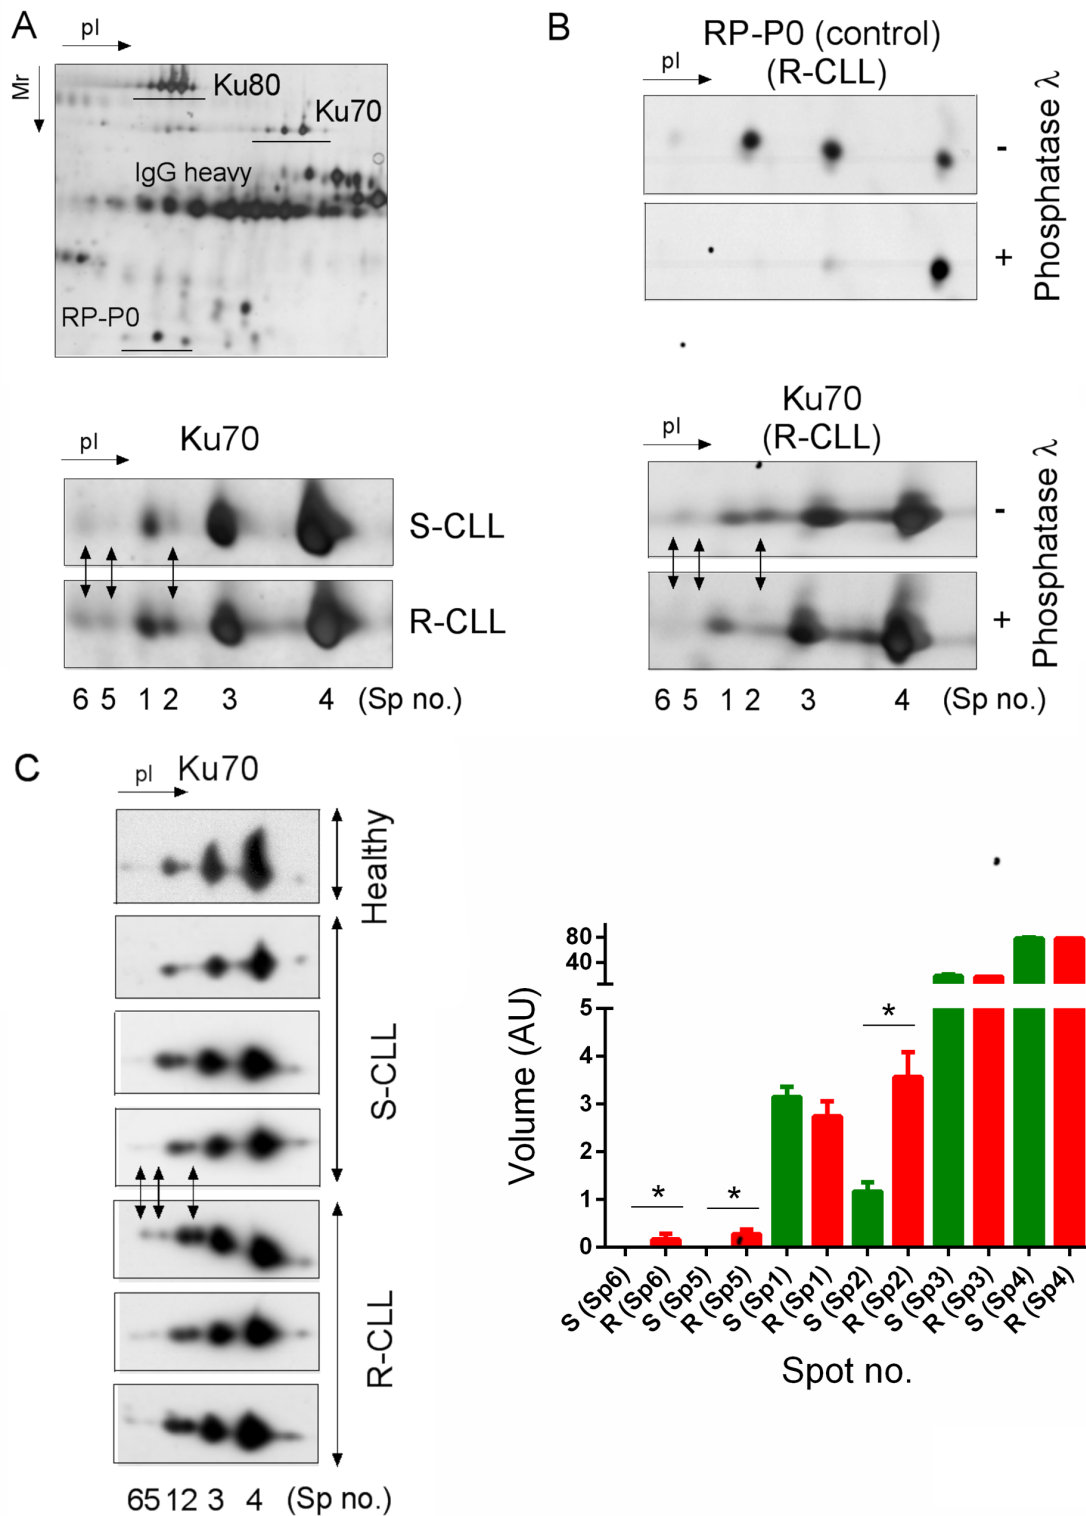 A
pI
Mr
Ku80
Ku70
IgG heavy
RP-P0
pI
Ku70
S-CLL
R-CLL
6 5 1 2 3 4 (Sp no.)
B
RP-P0 (control)
(R-CLL)
pI
-
+
Phosphatase λ
Ku70
(R-CLL)
pI
-
+
Phosphatase λ
6 5 1 2 3 4 (Sp no.)
C
pI
Ku70
Healthy
S-CLL
R-CLL
65 12 3 4 (Sp no.)
Volume (AU)
80
40
5
4
3
2
1
0
*
*
*
S (Sp6)
R (Sp6)
S (Sp5)
R (Sp5)
S (Sp1)
R (Sp1)
S (Sp2)
R (Sp2)
S (Sp3)
R (Sp3)
S (Sp4)
R (Sp4)
Spot no.